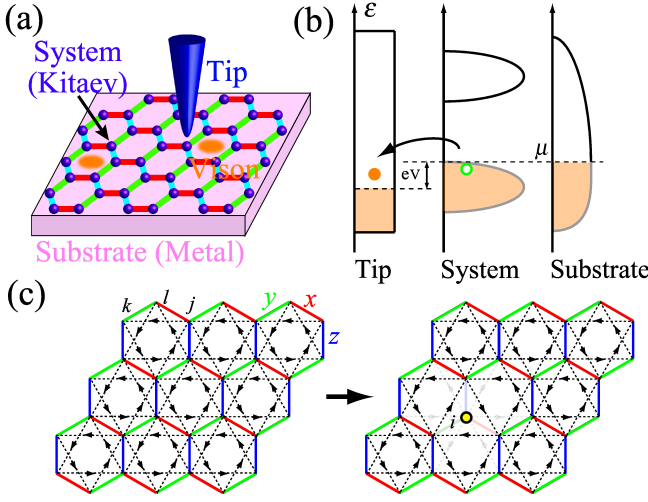 (a)
System
(Kitaev)
Tip
Vison
Substrate (Metal)
(b)
ε
μ
eV
Tip
System
Substrate
(c)
k
l
j
y
x
z
i